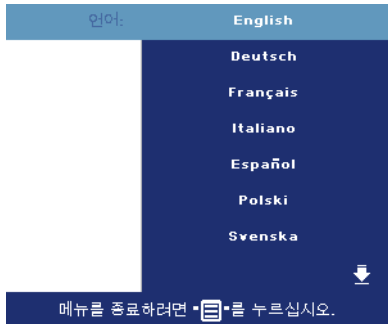 언어: English
Deutsch
Français
Italiano
Español
Polski
Svenska
메뉴를 종료하려면 "☰"를 누르십시오.